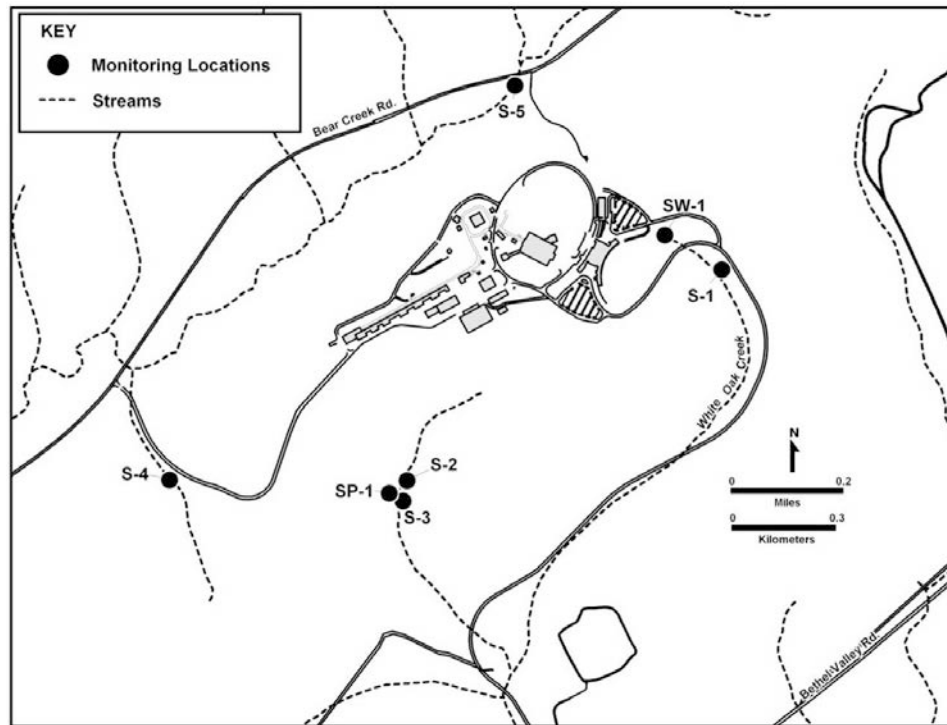 KEY
Monitoring Locations
Streams
Bear Creek Rd.
S-5
SW-1
S-1
White Oak Creek
S-4
S-2
SP-1
S-3
N
0 0.2
Miles
0 0.3
Kilometers
Bethel Valley Rd